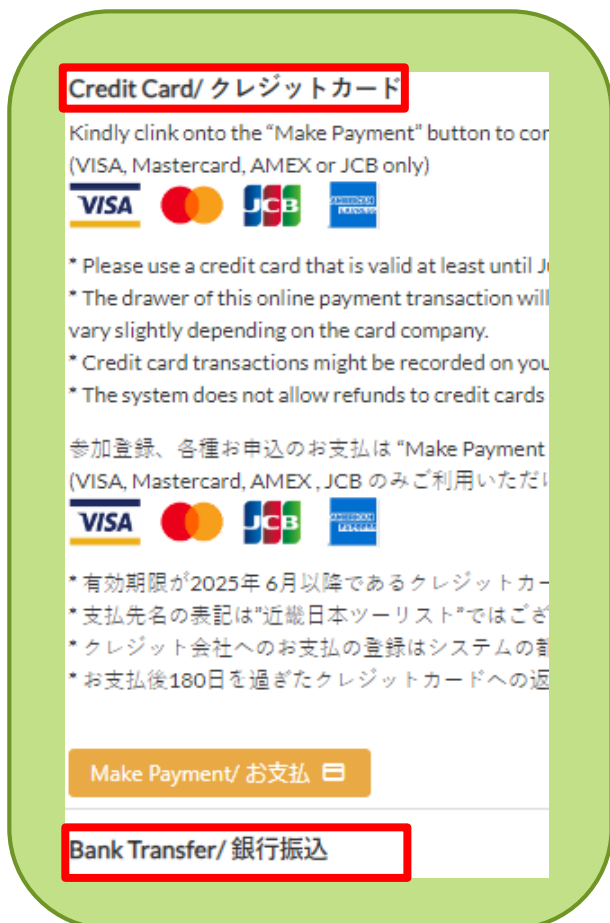 Credit Card/ クレジットカード
Kindly clink onto the “Make Payment” button to
(VISA, Mastercard, AMEX or JCB only)
VISA JCB AMERICAN EXPRESS
* Please use a credit card that is valid at least until
* The drawer of this online payment transaction will
vary slightly depending on the card company.
* Credit card transactions might be recorded on
* The system does not allow refunds to credit cards
参加登録、各種お申込のお支払は “Make Payment
(VISA, Mastercard, AMEX , JCB のみご利用いただ
VISA JCB AMERICAN EXPRESS
* 有効期限が2025年 6月以降であるクレジットカー
* 支払先名の表記は"近畿日本ツーリスト"ではござ
* クレジット会社へのお支払の登録はシステムの
* お支払後180日を過ぎたクレジットカードへの返
Make Payment/ お支払
Bank Transfer/ 銀行振込